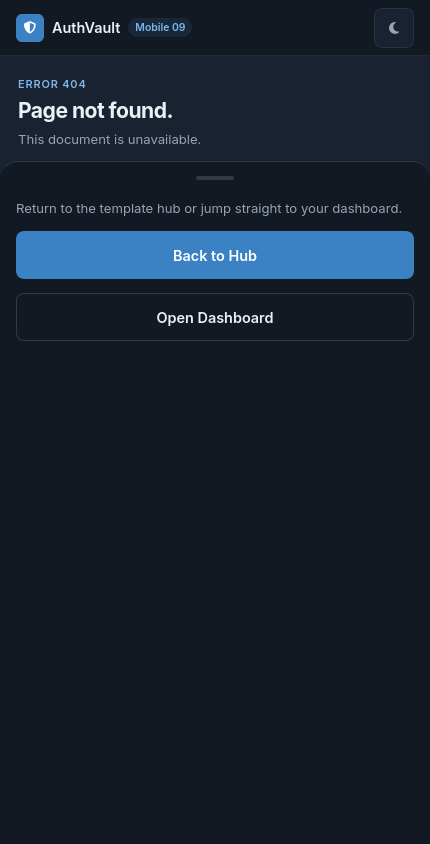 AuthVault Mobile 09
ERROR 404
Page not found.
This document is unavailable.
Return to the template hub or jump straight to your dashboard.
Back to Hub
Open Dashboard